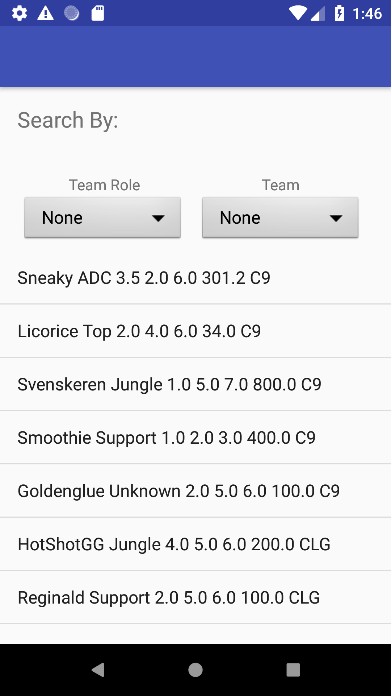 1:46
Search By:
Team Role Team
None None
Sneaky ADC 3.5 2.0 6.0 301.2 C9
Licorice Top 2.0 4.0 6.0 34.0 C9
Svenskeren Jungle 1.0 5.0 7.0 800.0 C9
Smoothie Support 1.0 2.0 3.0 400.0 C9
Goldenglue Unknown 2.0 5.0 6.0 100.0 C9
HotShotGG Jungle 4.0 5.0 6.0 200.0 CLG
Reginald Support 2.0 5.0 6.0 100.0 CLG